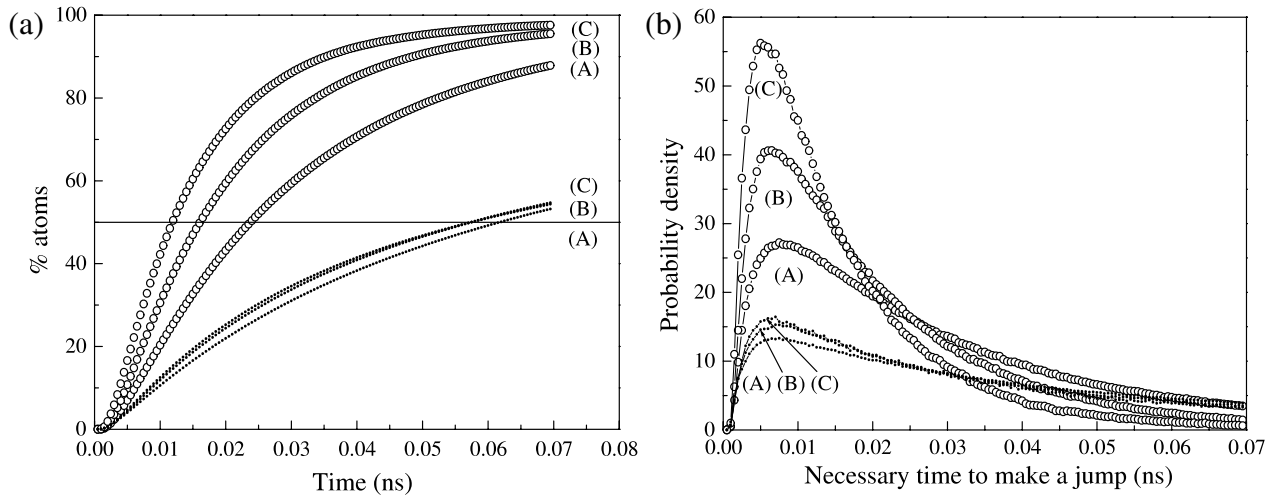 (a)
100
80
60
40
20
0
% atoms
(C)
(B)
(A)
(C)
(B)
(A)
0.00 0.01 0.02 0.03 0.04 0.05 0.06 0.07 0.08
Time (ns)
(b)
60
50
40
30
20
10
0
Probability density
(C)
(B)
(A)
(A) (B) (C)
0.00 0.01 0.02 0.03 0.04 0.05 0.06 0.07
Necessary time to make a jump (ns)